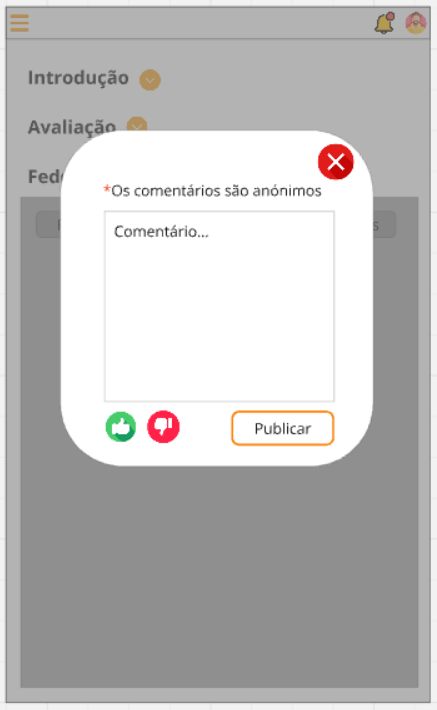 Introdução
Avaliação
*Os comentários são anónimos
Comentário...
Publicar